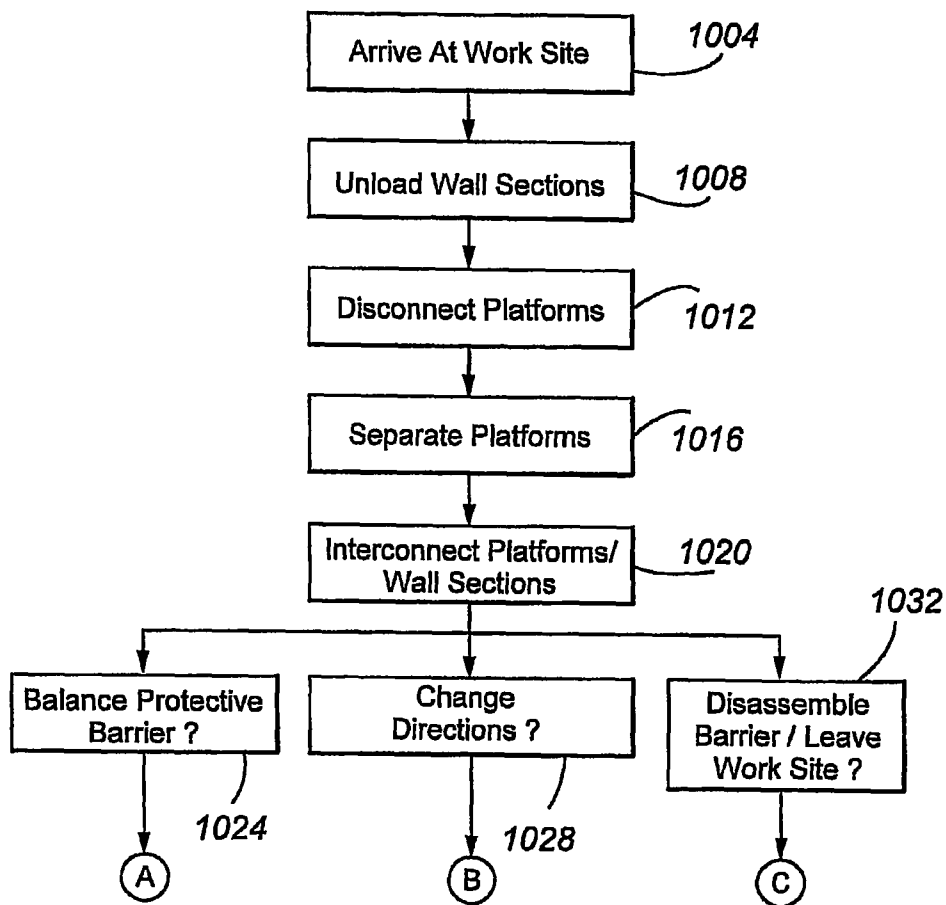 Arrive At Work Site
1004
Unload Wall Sections
1008
Disconnect Platforms
1012
Separate Platforms
1016
Interconnect Platforms/
Wall Sections
1020
1032
Balance Protective
Barrier ?
1024
Change
Directions ?
1028
Disassemble
Barrier / Leave
Work Site ?
A
B
C